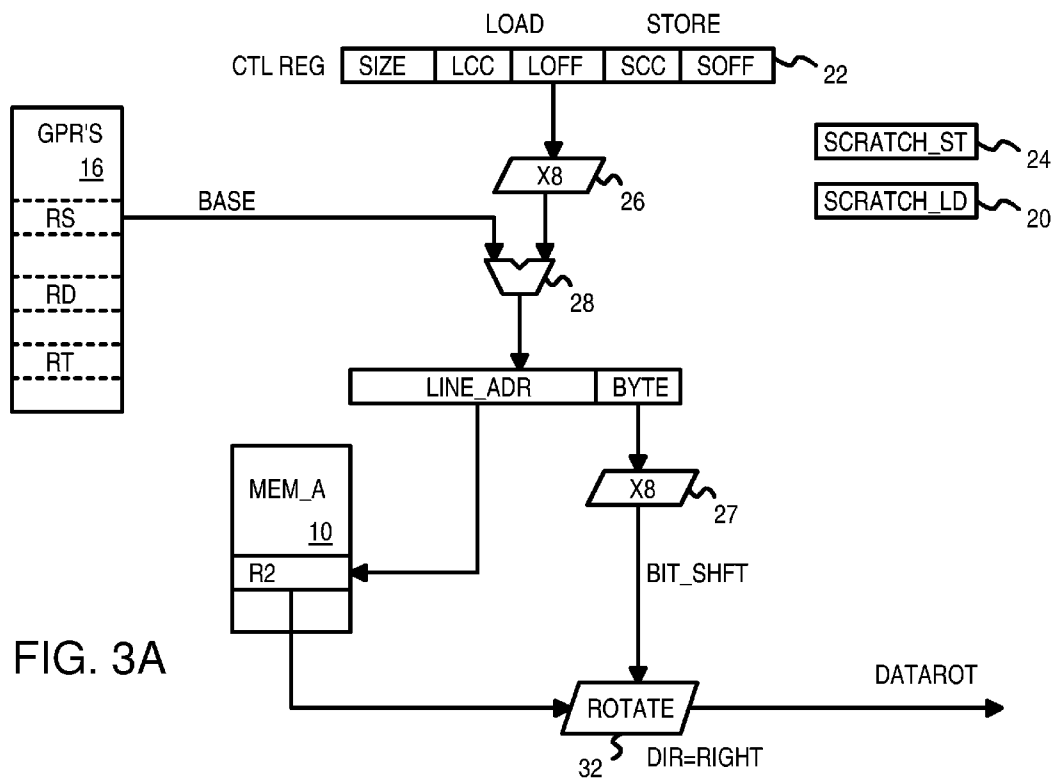 LOAD STORE
CTL REG SIZE LCC LOFF SCC SOFF 22
GPR'S
16
SCRATCH_ST 24
X8 26
SCRATCH_LD 20
RS BASE
28
RD
RT
LINE_ADR BYTE
MEM_A
10
X8 27
R2
BIT_SHFT
FIG. 3A
DATAROT
ROTATE
32 DIR=RIGHT